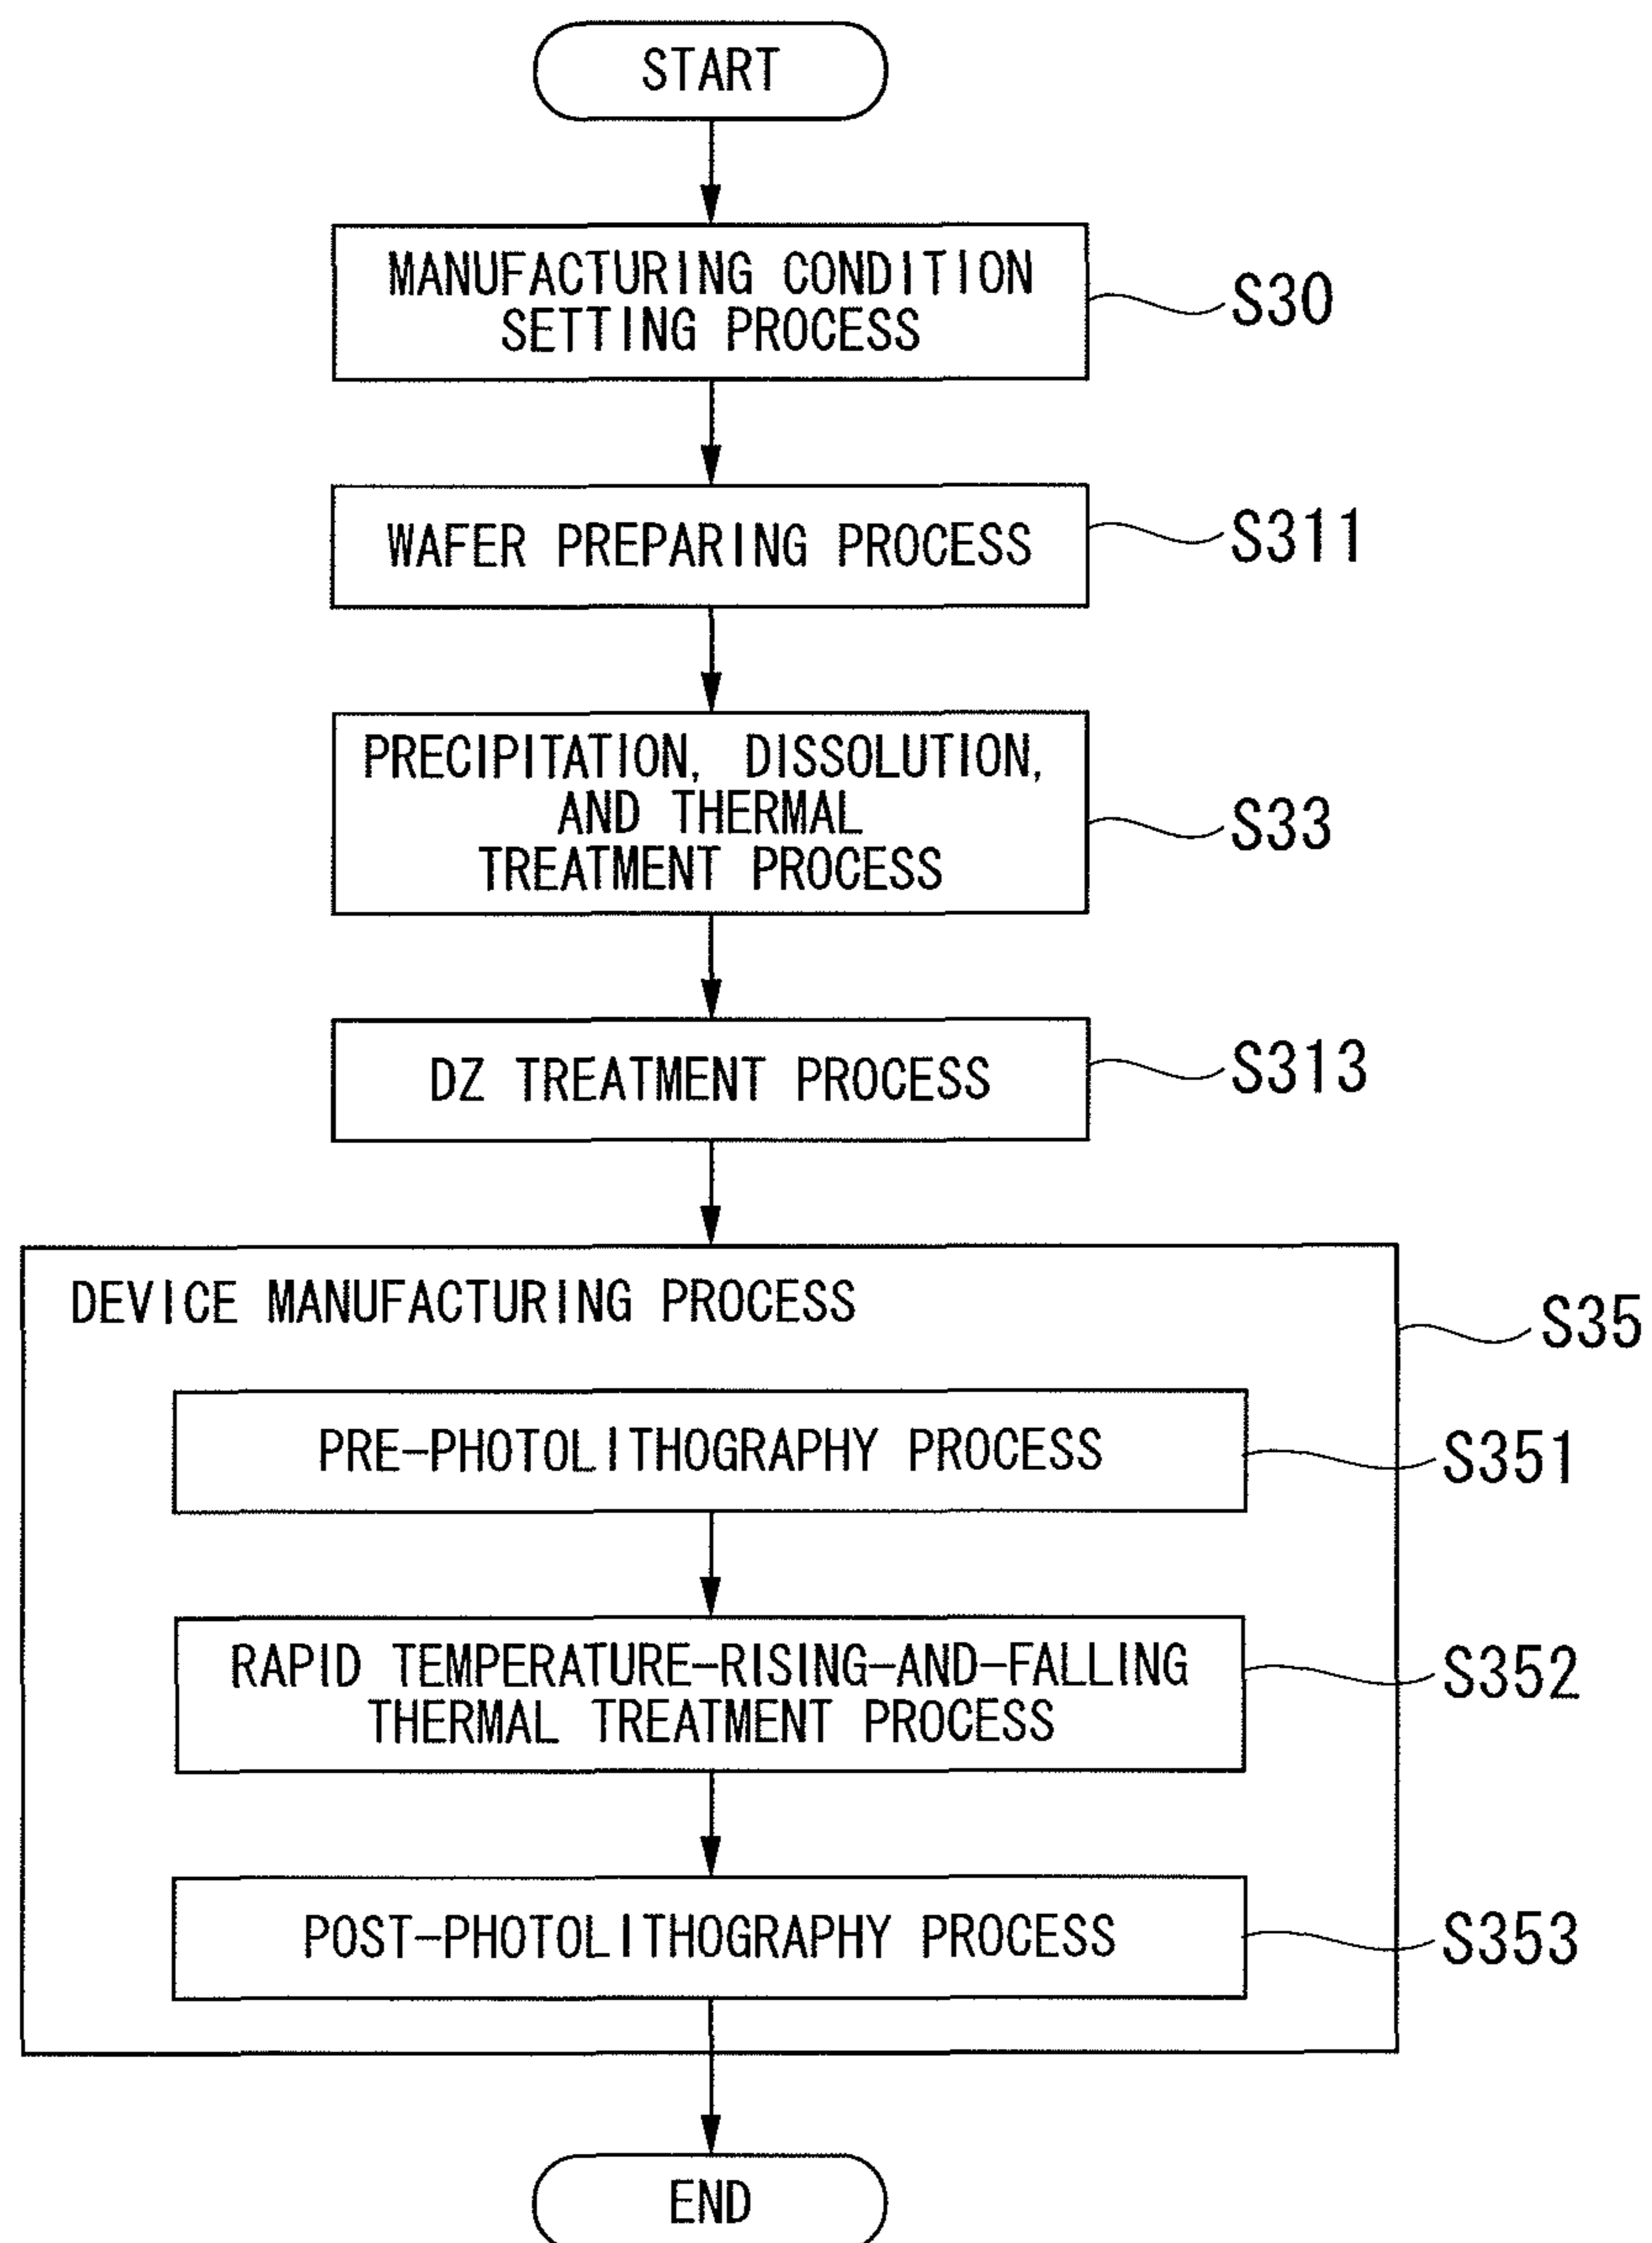 START
MANUFACTURING CONDITION
SETTING PROCESS
S30
WAFER PREPARING PROCESS
S311
PRECIPITATION, DISSOLUTION,
AND THERMAL
TREATMENT PROCESS
S33
DZ TREATMENT PROCESS
S313
DEVICE MANUFACTURING PROCESS
S35
PRE-PHOTOLITHOGRAPHY PROCESS
S351
RAPID TEMPERATURE-RISING-AND-FALLING
THERMAL TREATMENT PROCESS
S352
POST-PHOTOLITHOGRAPHY PROCESS
S353
END